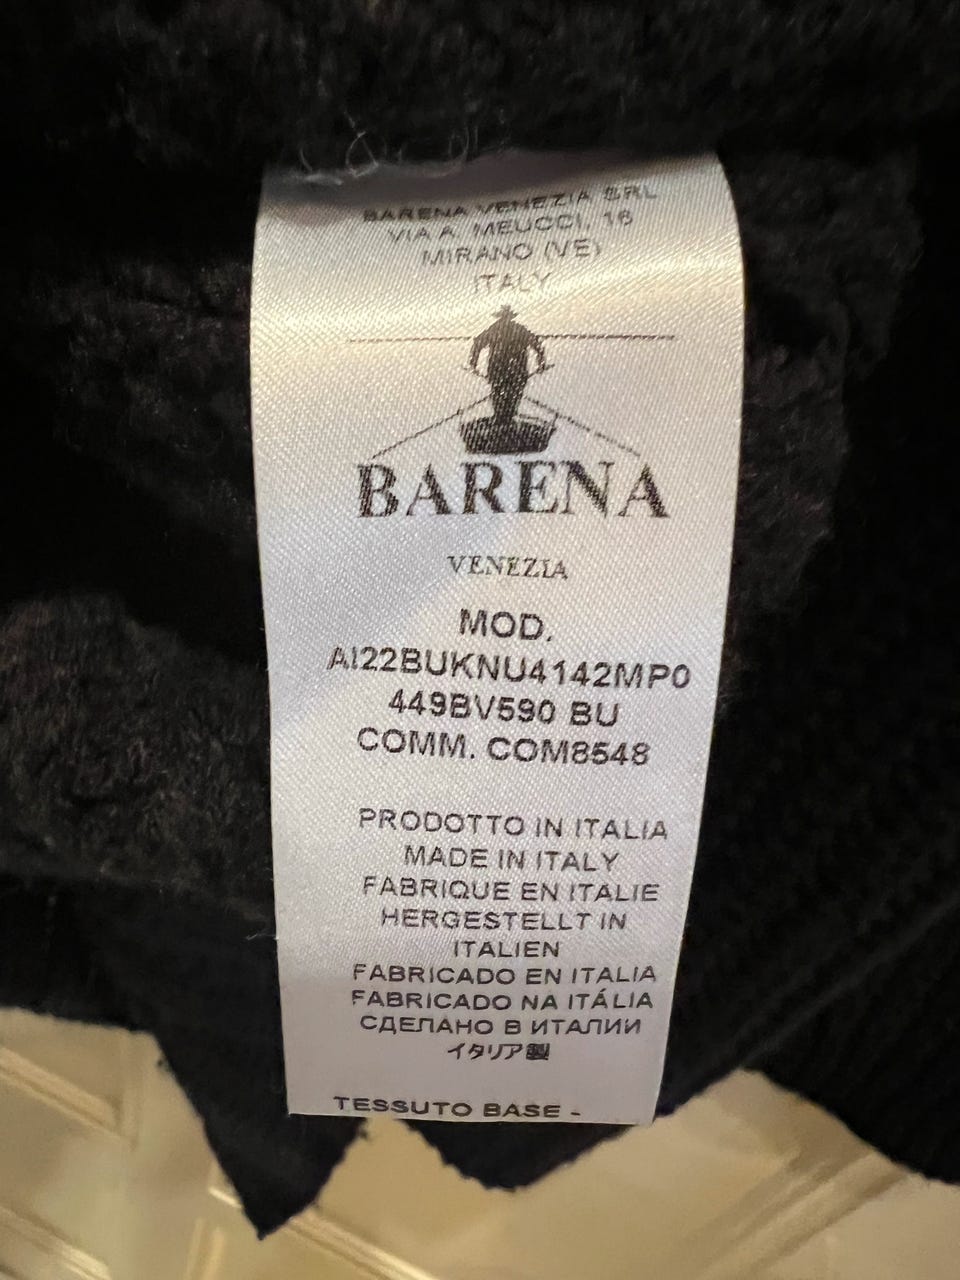 BARENA VENEZIA SRL
VIA A. MEUCCI, 16
MIRANO (VE)
ITALY
BARENA
VENEZIA
MOD.
AI22BUKNU4142MP0
449BV590 BU
COMM. COM8548
PRODOTTO IN ITALIA
MADE IN ITALY
FABRIQUE EN ITALIE
HERGESTELLT IN
ITALIEN
FABRICADO EN ITALIA
FABRICADO NA ITÁLIA
СДЕЛАНО В ИТАЛИИ
イタリア製
TESSUTO BASE -